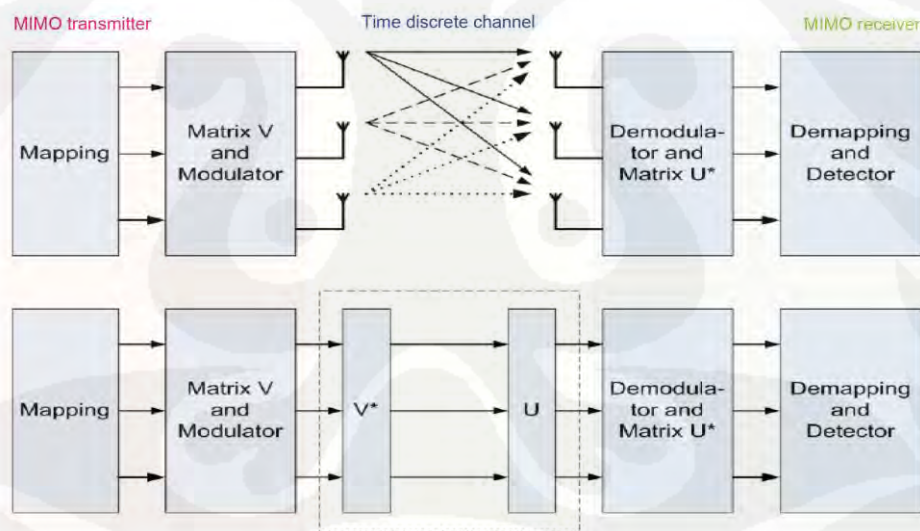 MIMO transmitter
Time discrete channel
MIMO receiver
Mapping
Matrix V
and
Modulator
Demodula-
tor and
Matrix U*
Demapping
and
Detector
Mapping
Matrix V
and
Modulator
V*
U
Demodula-
tor and
Matrix U*
Demapping
and
Detector